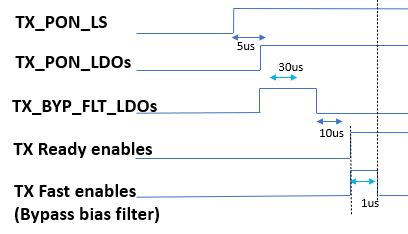 TX_PON_LS
5us
TX_PON_LDOs
30us
TX_BYP_FLT_LDOs
10us
TX Ready enables
TX Fast enables
(Bypass bias filter)
1us